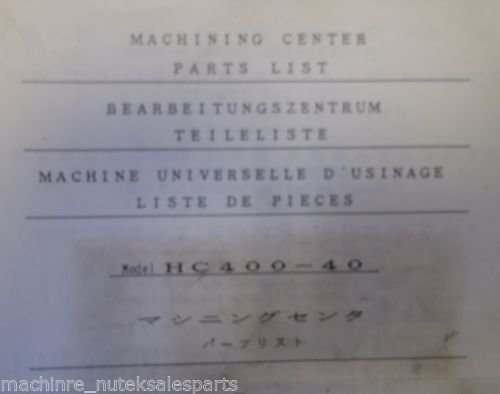 MACHINING CENTER
PARTS LIST
BEARBEITUNGSZENTRUM
TEILELISTE
MACHINE UNIVERSELLE D'USINAGE
LISTE DE PIECES
Model HC400-40
マシニングセンタ
パーツリスト
machinre_nuteksalesparts